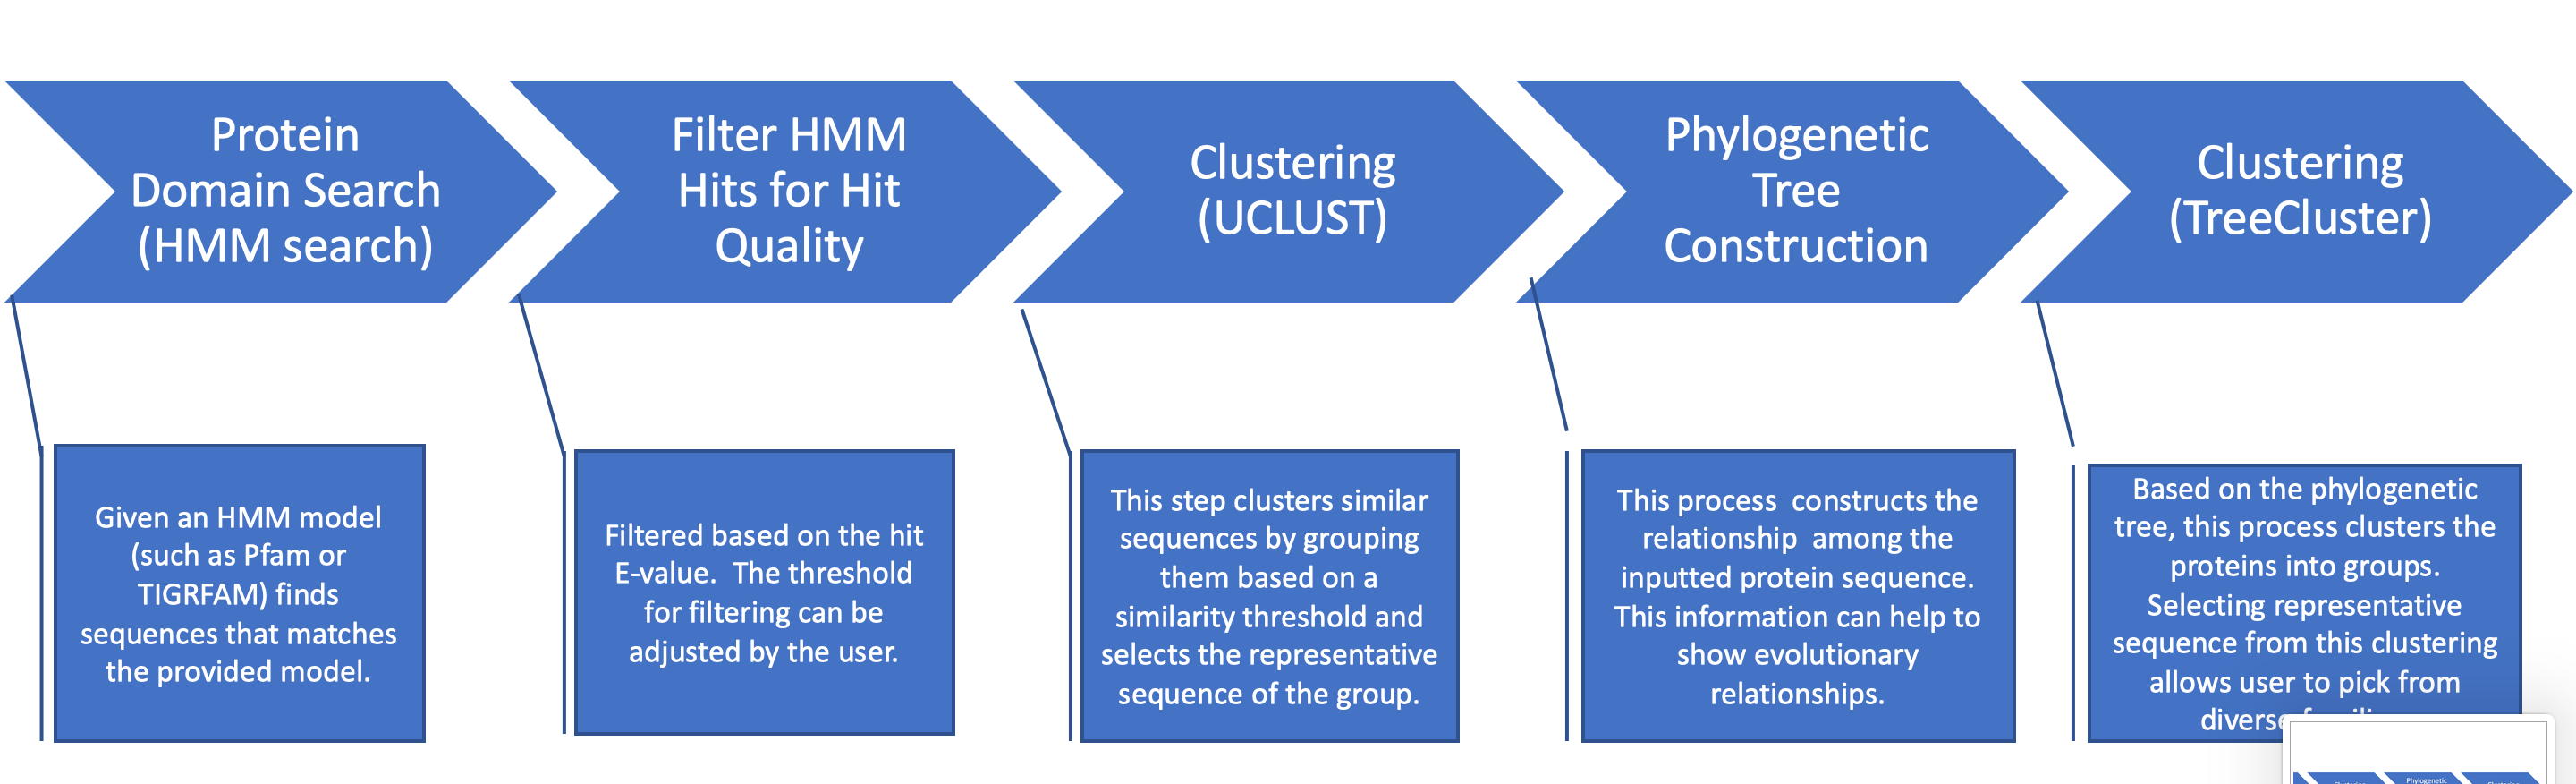 Protein
Domain Search
(HMM search)
Filter HMM
Hits for Hit
Quality
Clustering
(UCLUST)
Phylogenetic
Tree
Construction
Clustering
(TreeCluster)
Given an HMM model
(such as Pfam or
TIGRFAM) finds
sequences that matches
the provided model.
Filtered based on the hit
E-value.  The threshold
for filtering can be
adjusted by the user.
This step clusters similar
sequences by grouping
them based on a
similarity threshold and
selects the representative
sequence of the group.
This process  constructs the
relationship  among the
inputted protein sequence.
This information can help to
show evolutionary
relationships.
Based on the phylogenetic
tree, this process clusters the
proteins into groups.
Selecting representative
sequence from this clustering
allows user to pick from
diverse
Phylogenetic